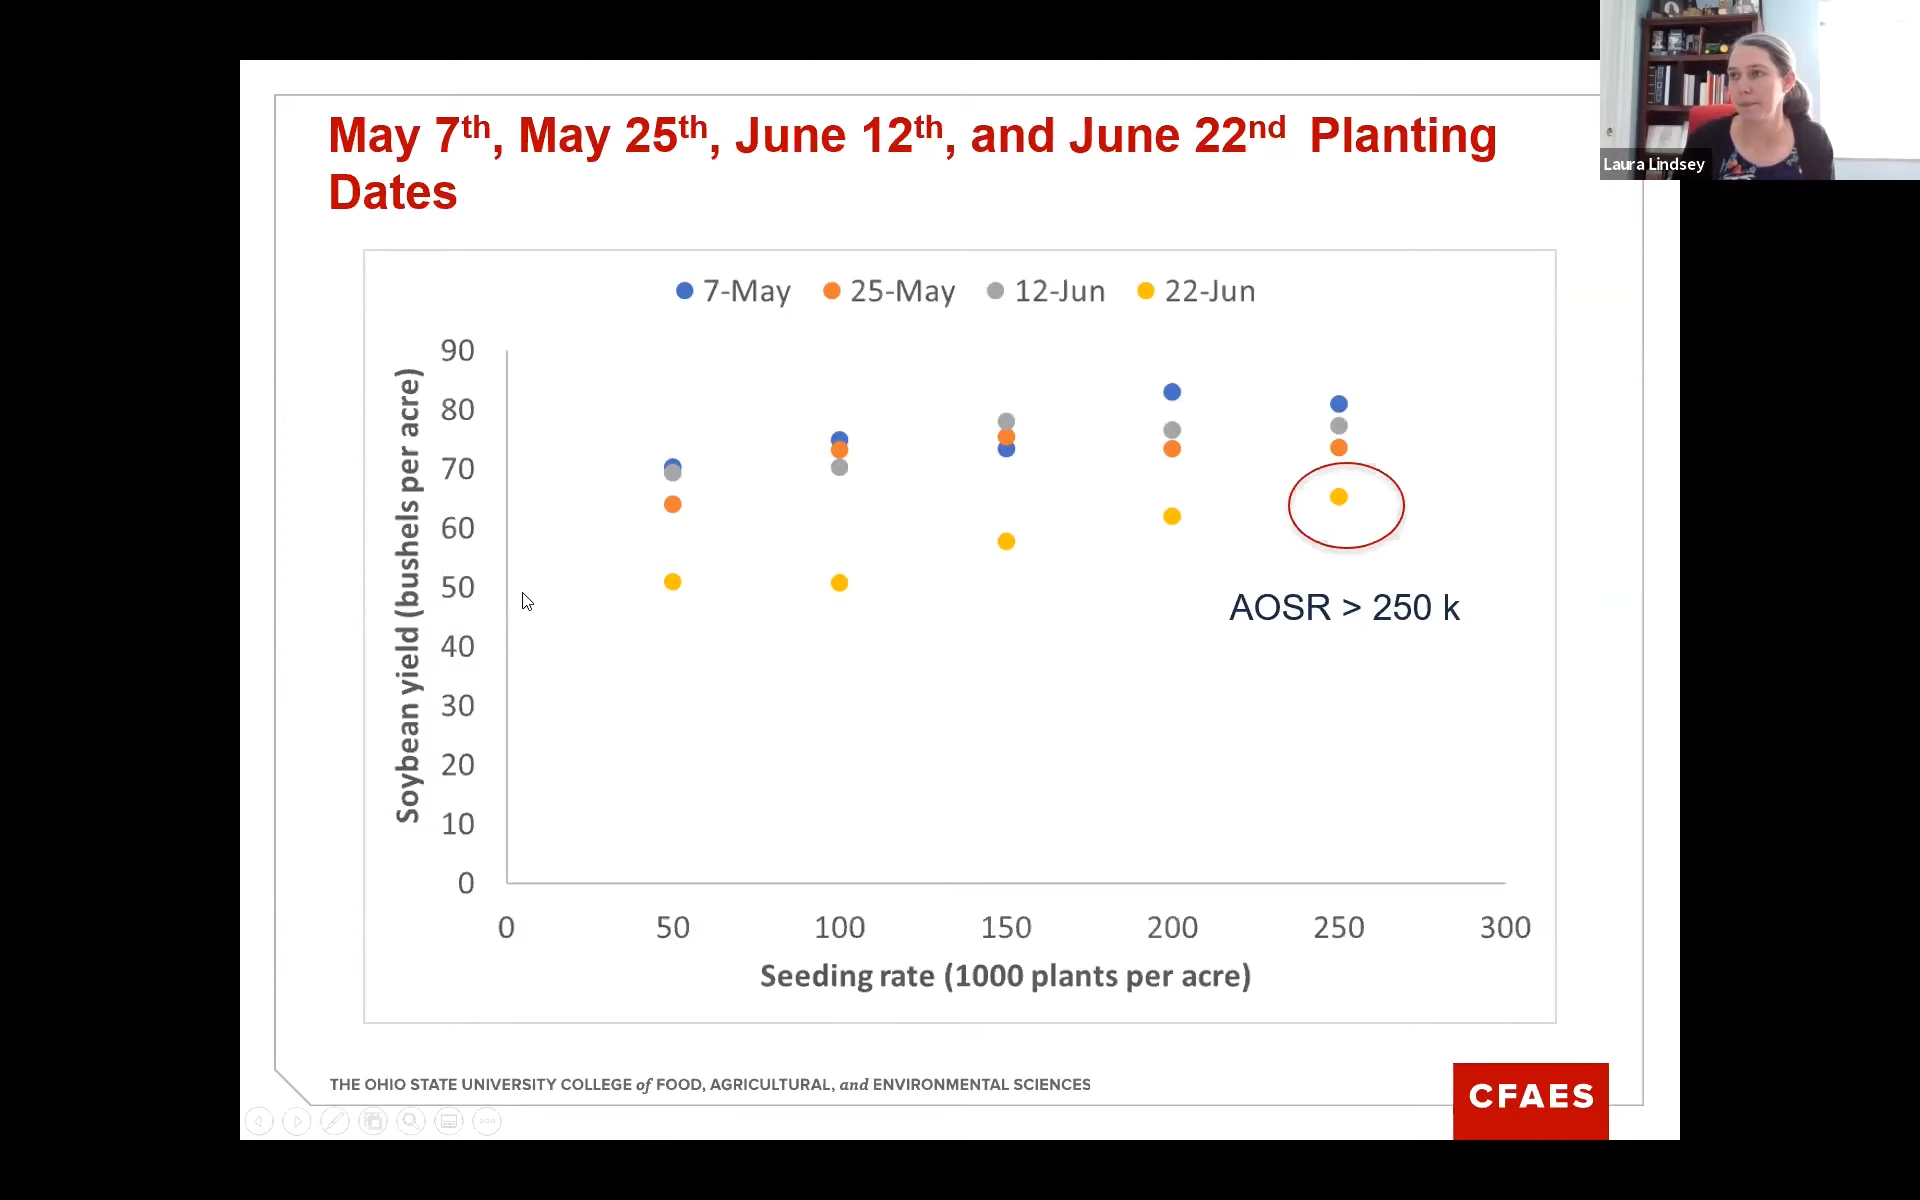 May 7th, May 25th, June 12th, and June 22nd Planting
Dates
Laura Lindsey
7-May 25-May 12-Jun 22-Jun
Soybean yield (bushels per acre)
90
80
70
60
50
40
30
20
10
0
AOSR > 250 k
0 50 100 150 200 250 300
Seeding rate (1000 plants per acre)
THE OHIO STATE UNIVERSITY COLLEGE of FOOD, AGRICULTURAL, and ENVIRONMENTAL SCIENCES
CFAES